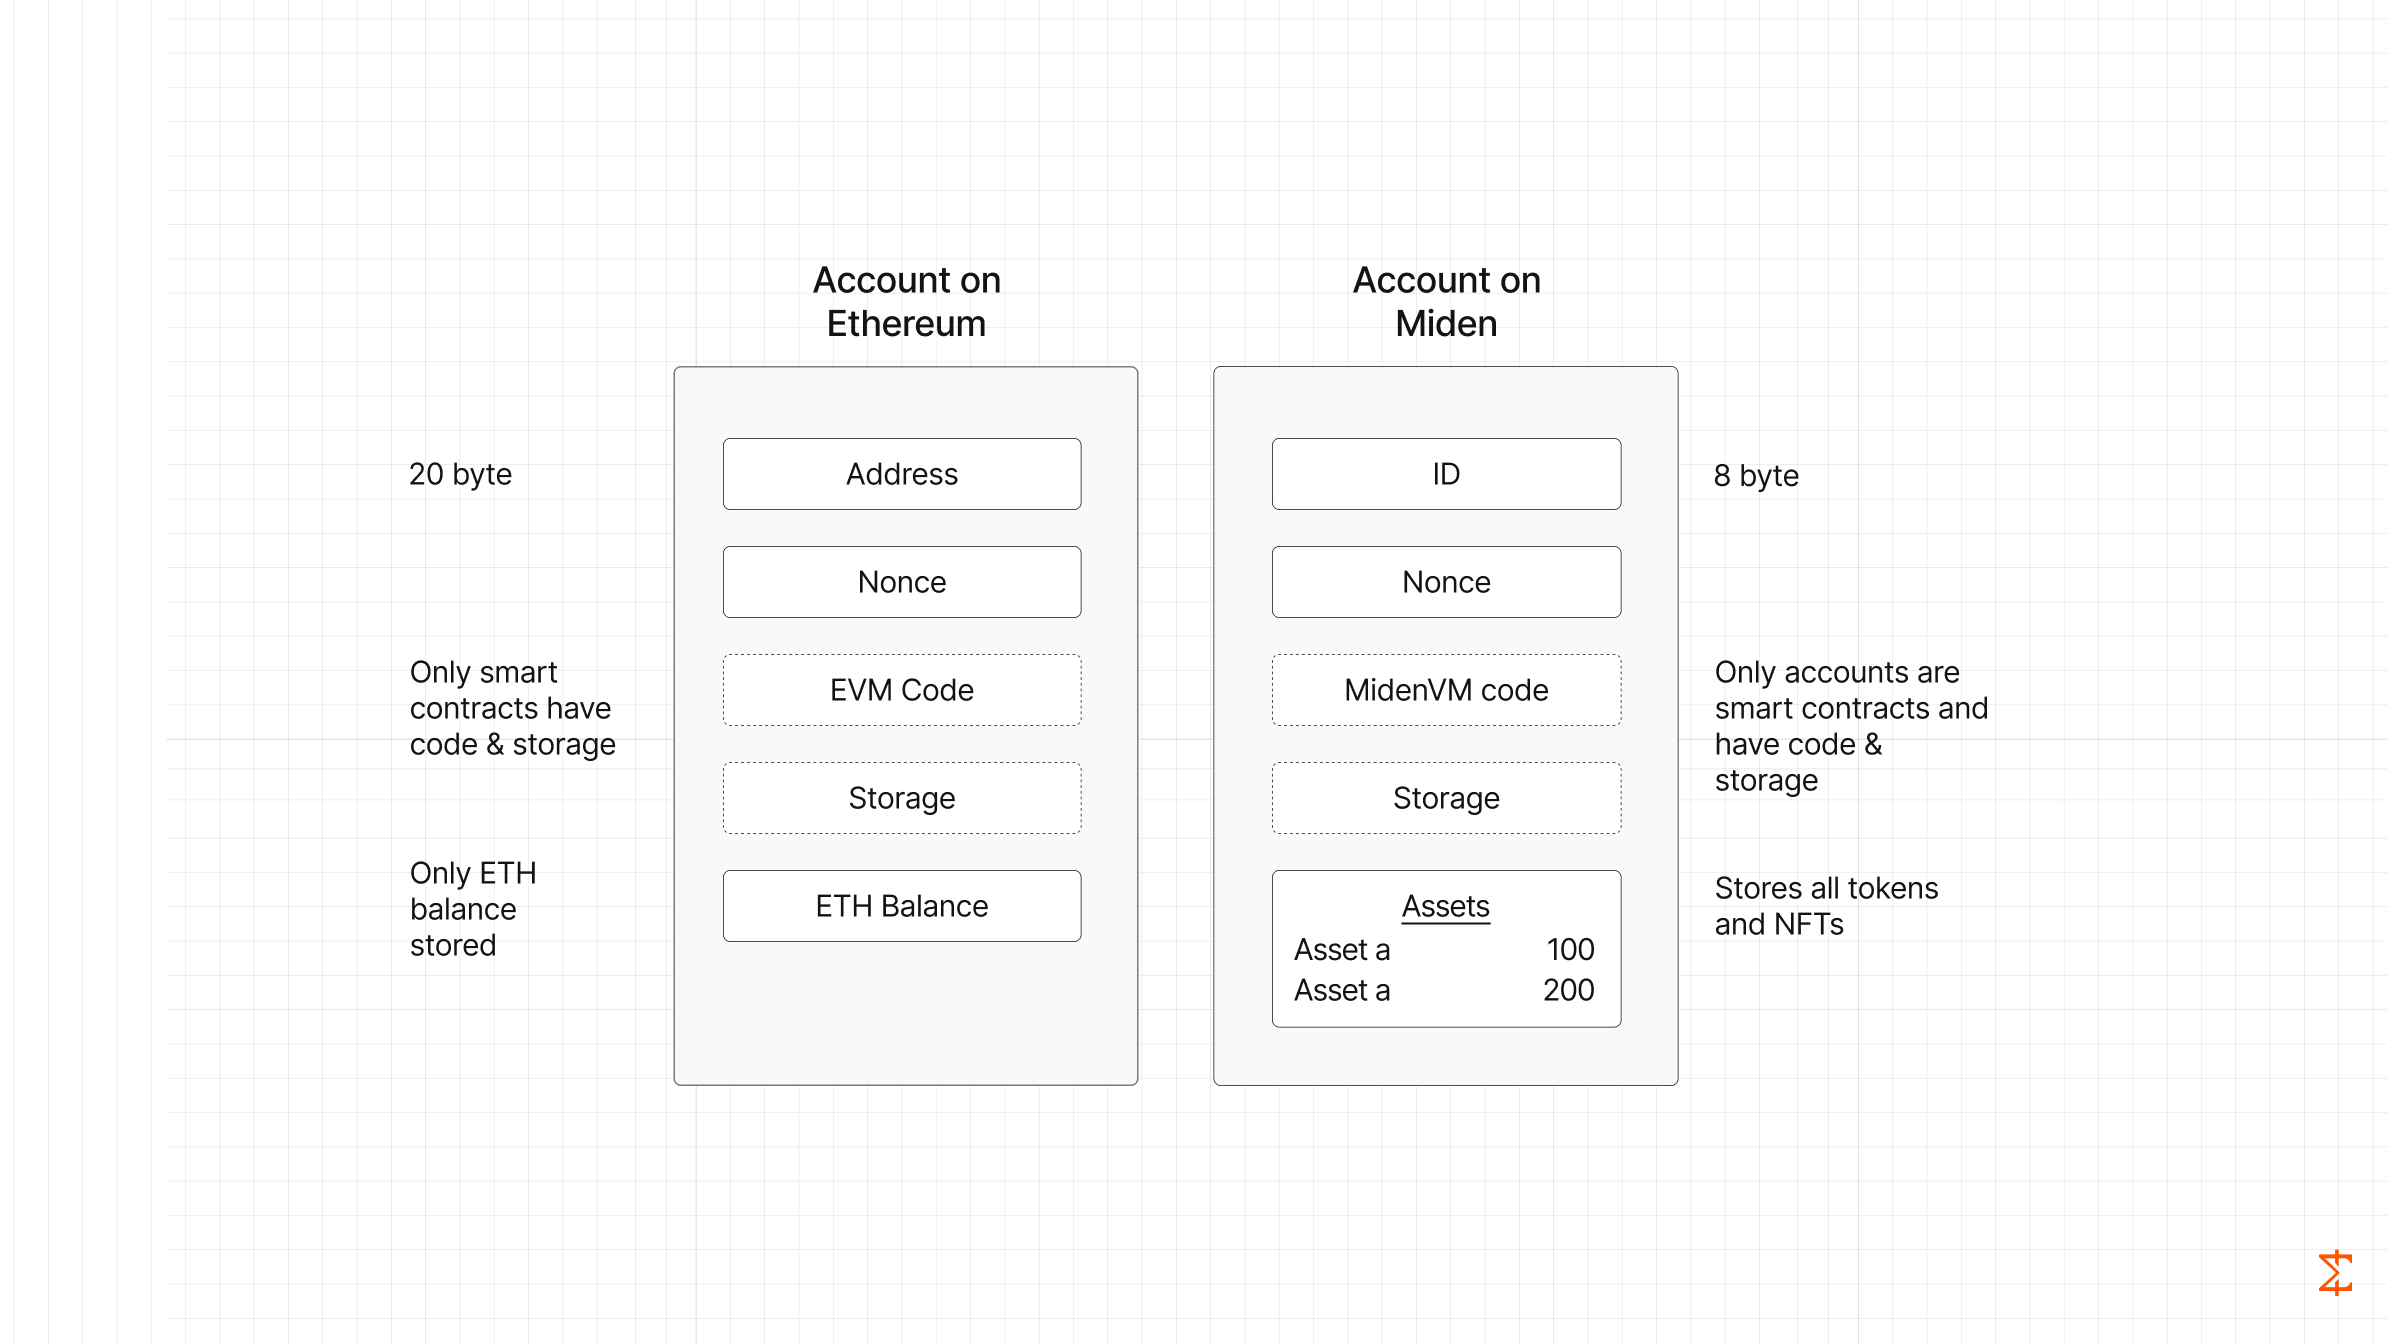 Account on
Ethereum
Account on
Miden
20 byte
Address
ID
8 byte
Nonce
Nonce
Only smart
contracts have
code & storage
EVM Code
MidenVM code
Only accounts are
smart contracts and
have code &
storage
Storage
Storage
Only ETH
balance
stored
ETH Balance
Assets
Asset a 100
Asset a 200
Stores all tokens
and NFTs